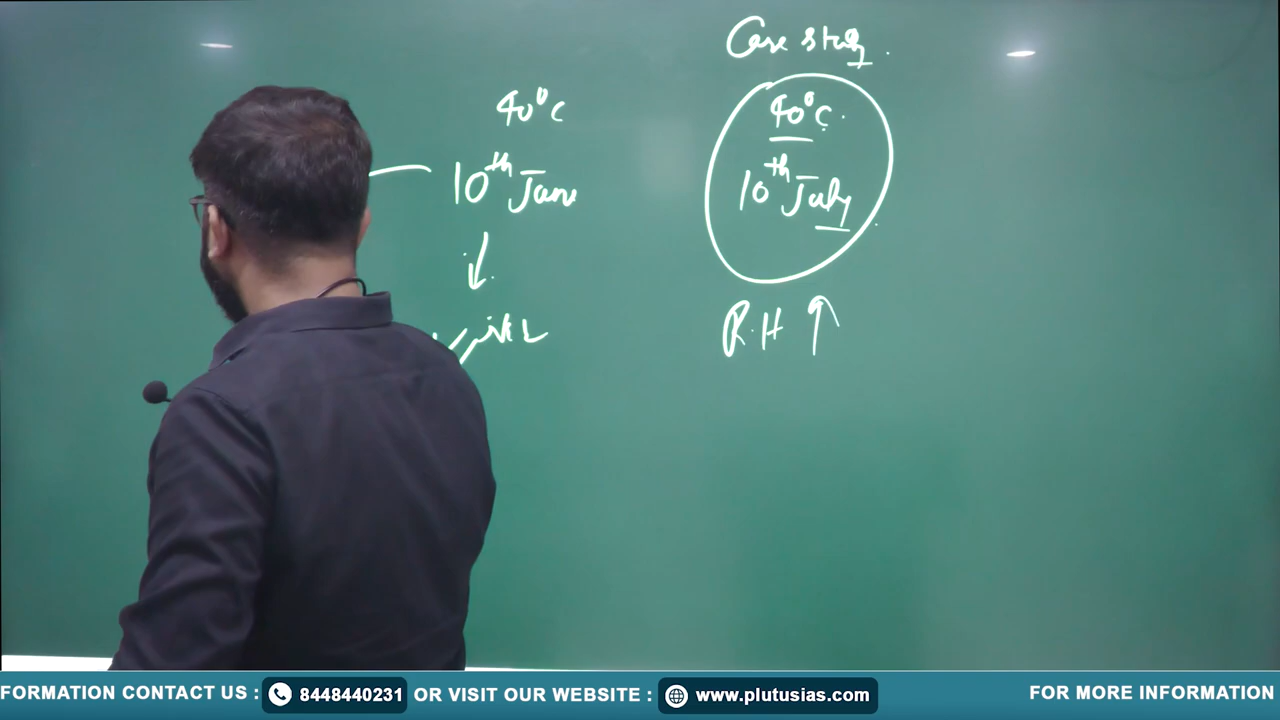 Case study.
40°C
10th June
40°C.
10th July
R.H ↑
FORMATION CONTACT US : 8448440231 OR VISIT OUR WEBSITE : www.plutusias.com FOR MORE INFORMATION